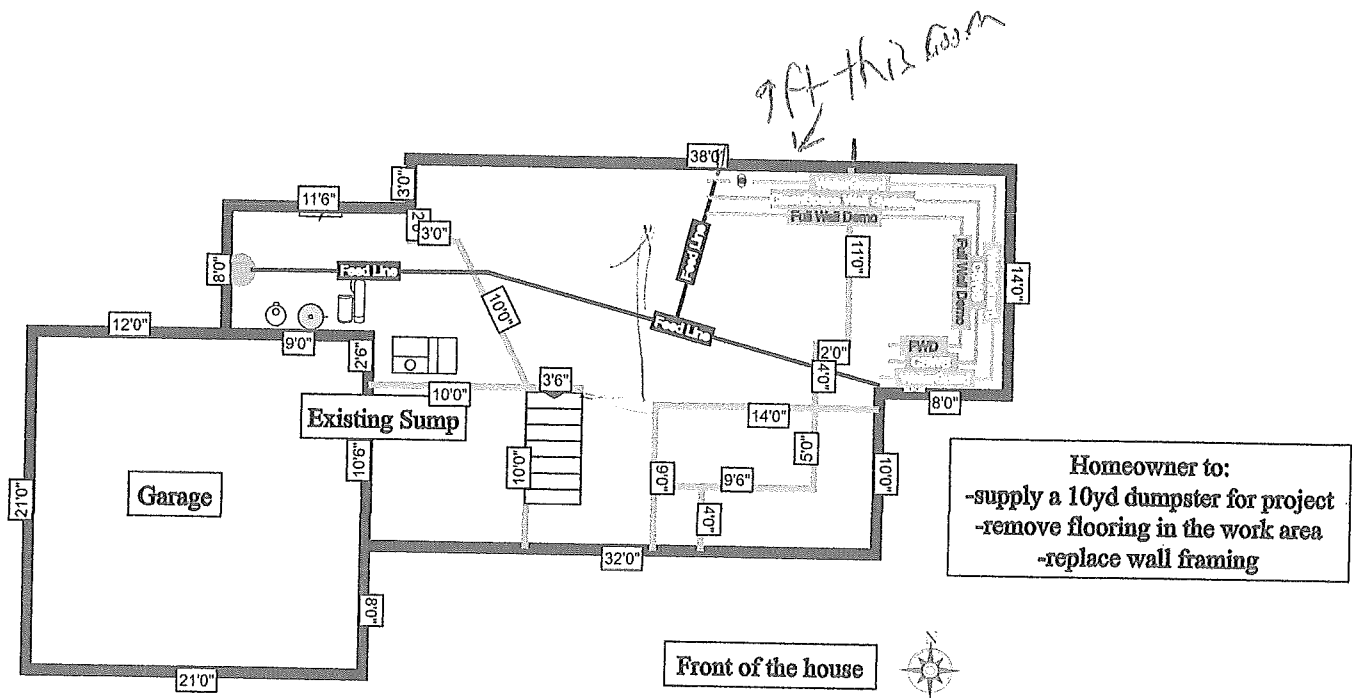 ft this room
38'0"
3'0"
11'6"
3'0"
Full Wall Demo
8'0"
Feed Line
Feed Line
11'0"
Full Wall Demo
14'0"
10'0"
Feed Line
12'0"
9'0"
2'6"
FWD
2'0"
4'0"
10'0"
3'6"
8'0"
Existing Sump
14'0"
5'0"
10'6"
10'0"
9'0"
9'6"
10'0"
Garage
21'0"
4'0"
32'0"
8'0"
21'0"
Homeowner to:
-supply a 10yd dumpster for project
-remove flooring in the work area
-replace wall framing
Front of the house
N